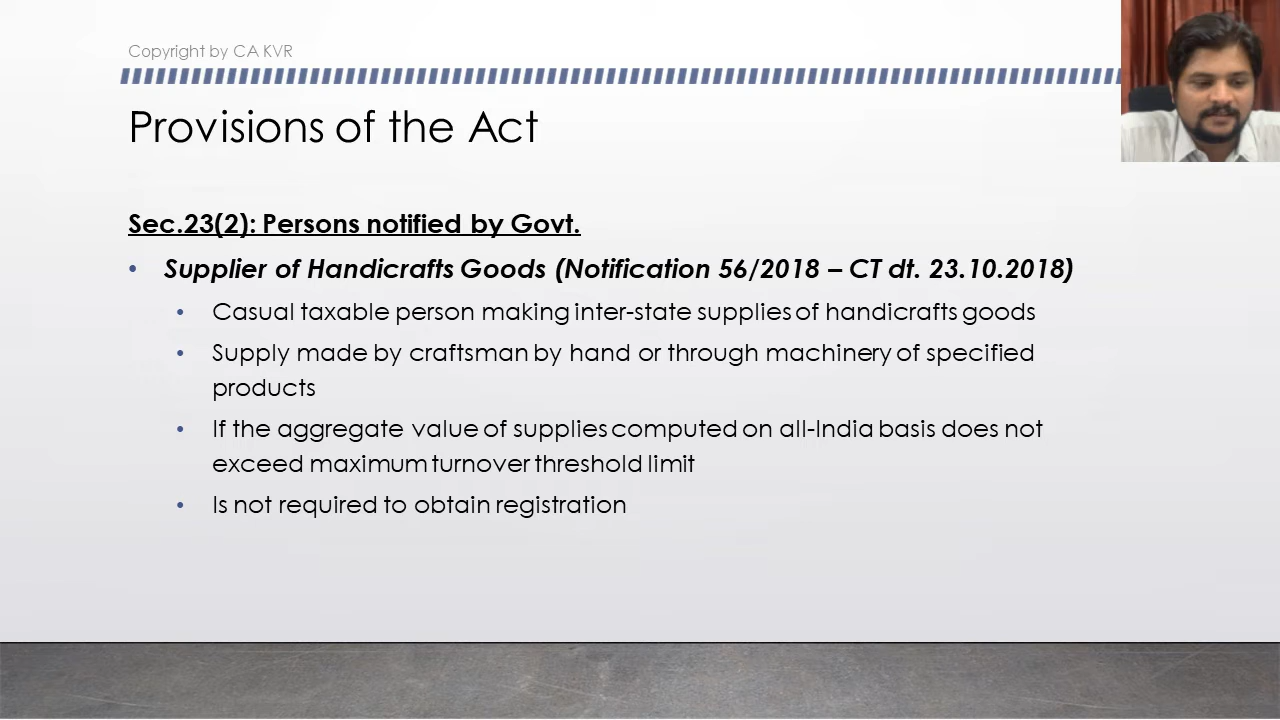 Copyright by CA KVR
Provisions of the Act
Sec.23(2): Persons notified by Govt.
• Supplier of Handicrafts Goods (Notification 56/2018 – CT dt. 23.10.2018)
• Casual taxable person making inter-state supplies of handicrafts goods
• Supply made by craftsman by hand or through machinery of specified
products
• If the aggregate value of supplies computed on all-India basis does not
exceed maximum turnover threshold limit
• Is not required to obtain registration